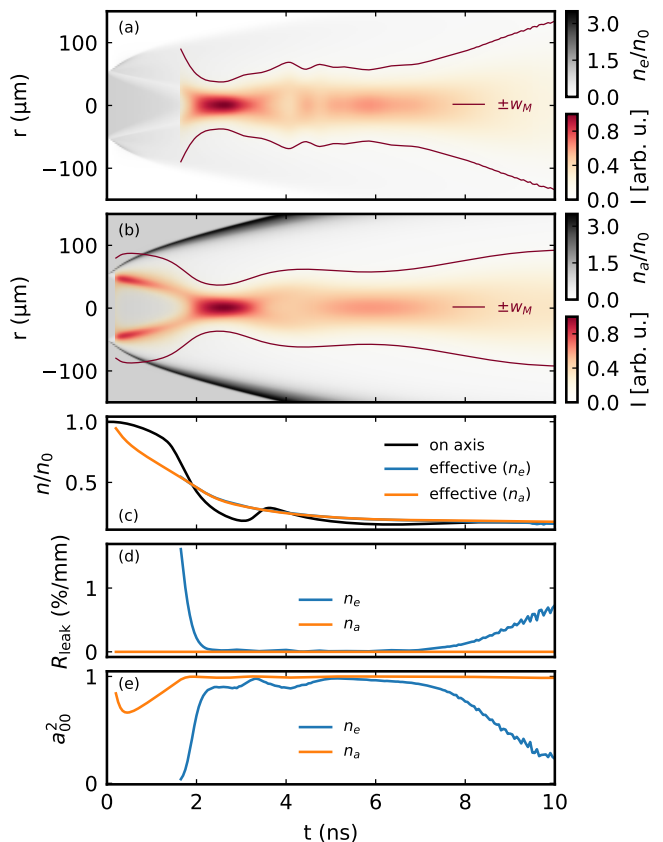 (a)
r (μm)
100
0
−100
±w_M
3.0
1.5
0.0
n_e/n_0
0.8
0.4
0.0
I [arb. u.]
(b)
r (μm)
100
0
−100
±w_M
3.0
1.5
0.0
n_a/n_0
0.8
0.4
0.0
I [arb. u.]
(c)
n/n_0
1.0
0.5
on axis
effective (n_e)
effective (n_a)
(d)
R_leak (%/mm)
1
0
n_e
n_a
(e)
a²_00
1
0
n_e
n_a
0 2 4 6 8 10
t (ns)